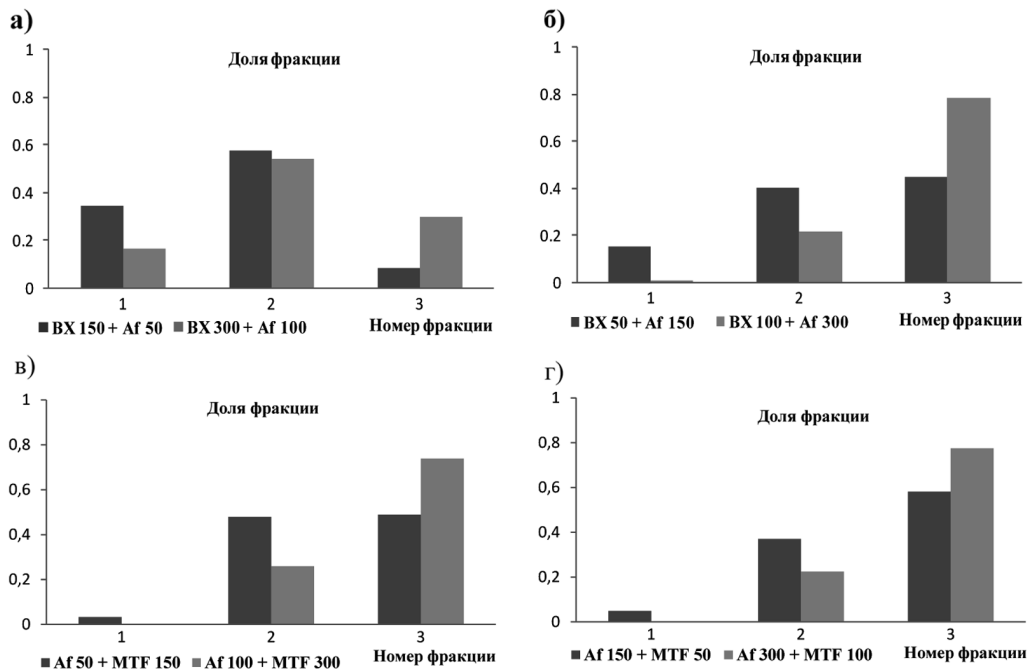 а)
Доля фракции
1
0.8
0.6
0.4
0.2
0
1 2 3
BX 150 + Af 50 BX 300 + Af 100 Номер фракции
б)
Доля фракции
1
0.8
0.6
0.4
0.2
0
1 2 3
BX 50 + Af 150 BX 100 + Af 300 Номер фракции
в)
Доля фракции
1
0,8
0,6
0,4
0,2
0
1 2 3
Af 50 + MTF 150 Af 100 + MTF 300 Номер фракции
г)
Доля фракции
1
0,8
0,6
0,4
0,2
0
1 2 3
Af 150 + MTF 50 Af 300 + MTF 100 Номер фракции